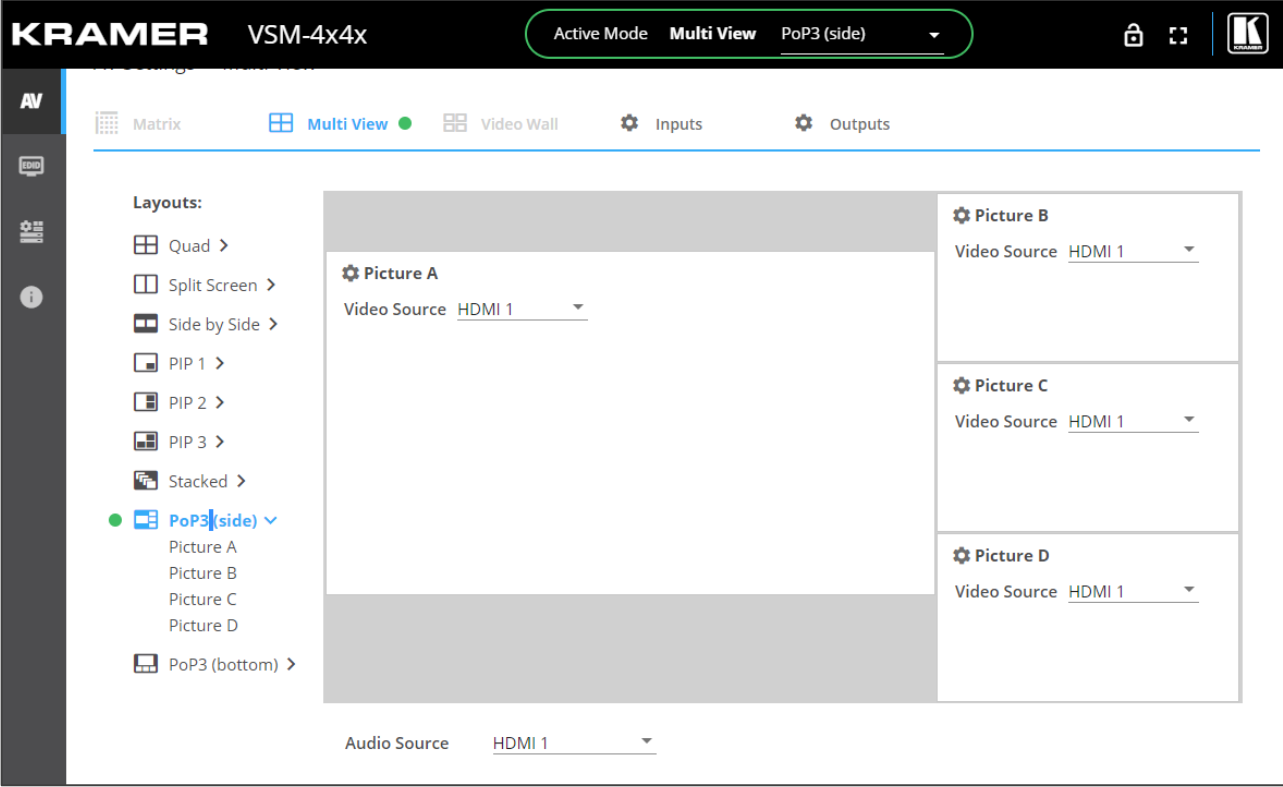 KRAMER VSM-4x4x Active Mode Multi View PoP3 (side)
KRAMER
AV
Matrix Multi View Video Wall Inputs Outputs
EDID
Layouts:
Quad
Split Screen
Side by Side
PIP 1
PIP 2
PIP 3
Stacked
PoP3 (side)
Picture A
Picture B
Picture C
Picture D
PoP3 (bottom)
Picture A
Video Source HDMI 1
Picture B
Video Source HDMI 1
Picture C
Video Source HDMI 1
Picture D
Video Source HDMI 1
Audio Source HDMI 1